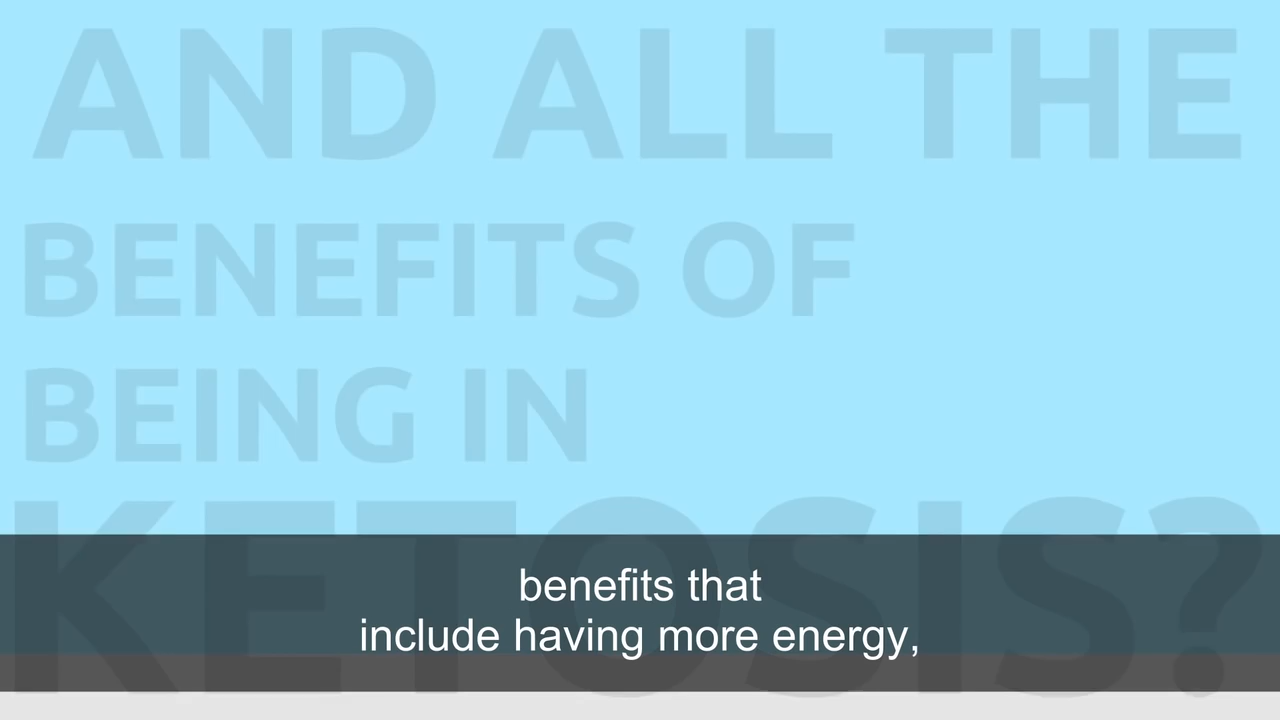 AND ALL THE
BENEFITS OF
BEING IN
KETOSIS?
benefits that
include having more energy,